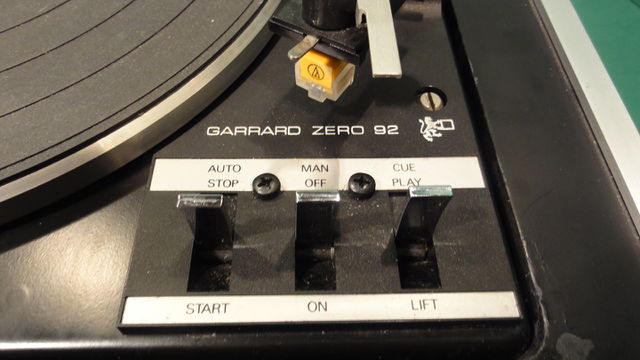 GARRARD ZERO 92
AUTO MAN CUE
STOP OFF PLAY
START ON LIFT